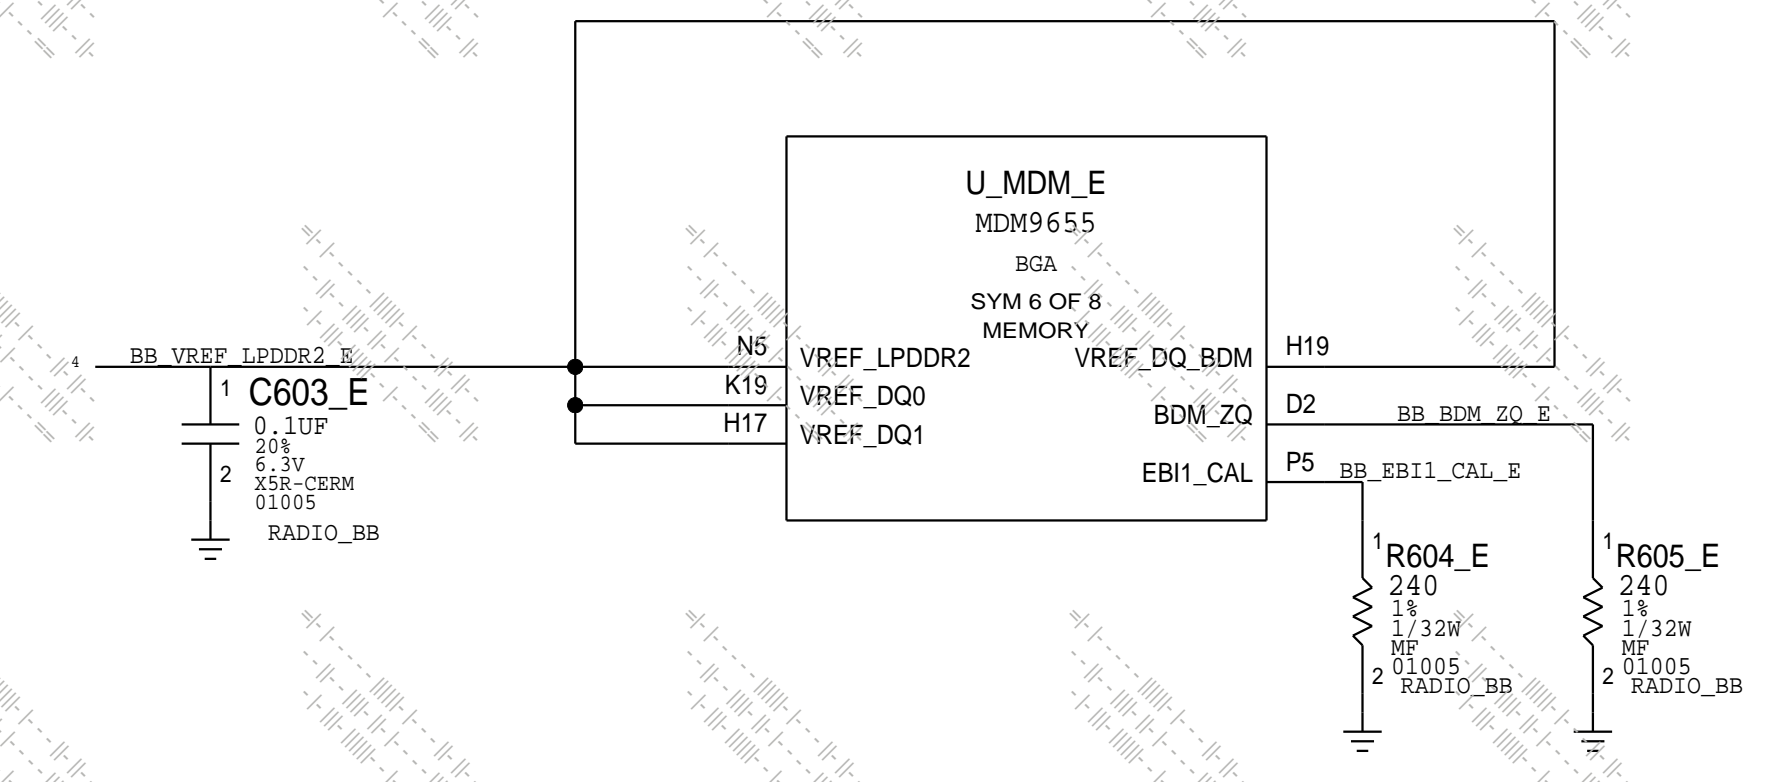 U_MDM_E
MDM9655
BGA
SYM 6 OF 8
MEMORY
4
BB_VREF_LPDDR2_E
N5
VREF_LPDDR2
K19
VREF_DQ0
H17
VREF_DQ1
VREF_DQ_BDM
H19
BDM_ZQ
D2
BB_BDM_ZQ_E
EBI1_CAL
P5
BB_EBI1_CAL_E
1
C603_E
0.1UF
20%
6.3V
2
X5R-CERM
01005
RADIO_BB
1
R604_E
240
1%
1/32W
MF
01005
2
RADIO_BB
1
R605_E
240
1%
1/32W
MF
01005
2
RADIO_BB